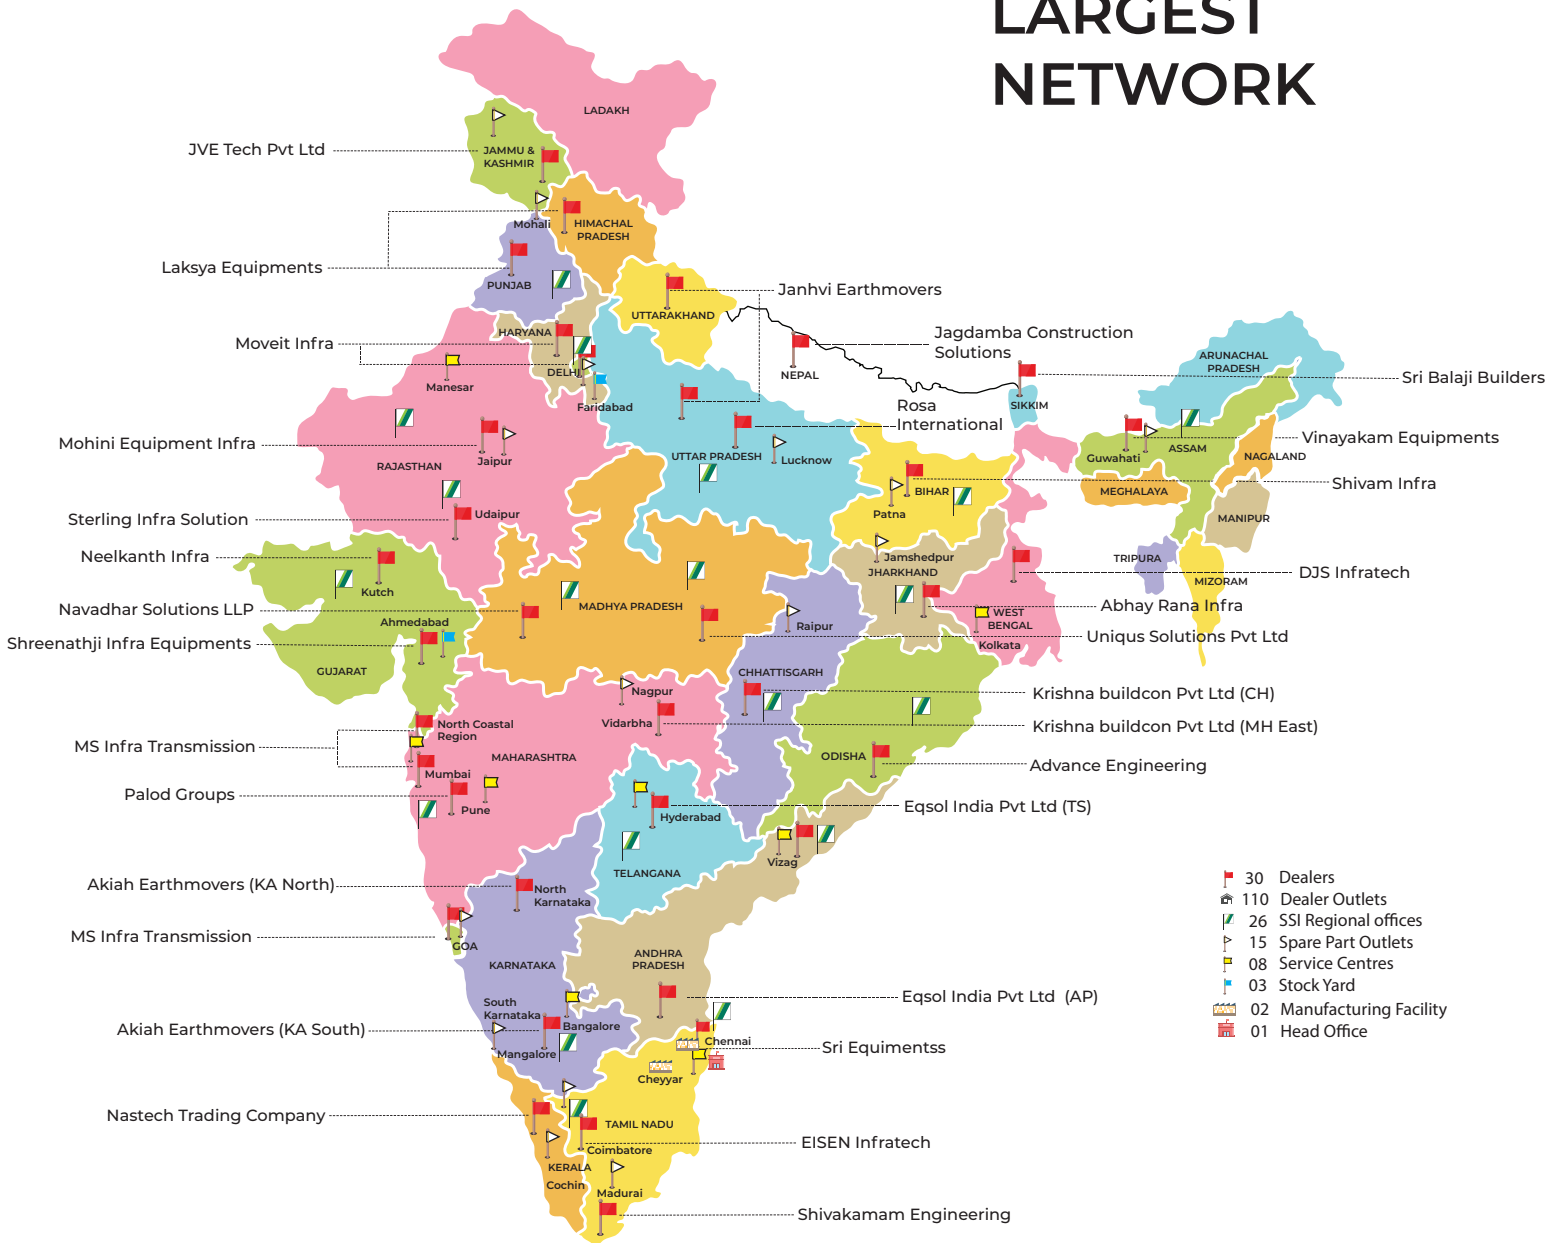 LARGEST
NETWORK
LADAKH
JVE Tech Pvt Ltd
JAMMU &
KASHMIR
Mohali
HIMACHAL
PRADESH
Laksya Equipments
PUNJAB
Janhvi Earthmovers
UTTARAKHAND
HARYANA
Moveit Infra
Jagdamba Construction
Solutions
NEPAL
ARUNACHAL
PRADESH
DELHI
Manesar
Faridabad
Sri Balaji Builders
SIKKIM
Rosa
International
Mohini Equipment Infra
Jaipur
RAJASTHAN
UTTAR PRADESH
Lucknow
Guwahati
ASSAM
Vinayakam Equipments
NAGALAND
Shivam Infra
BIHAR
MEGHALAYA
Patna
MANIPUR
Sterling Infra Solution
Udaipur
Neelkanth Infra
Kutch
Jamshedpur
JHARKHAND
TRIPURA
MIZORAM
DJS Infratech
Navadhar Solutions LLP
MADHYA PRADESH
Abhay Rana Infra
Ahmedabad
Raipur
WEST
BENGAL
Kolkata
Uniqus Solutions Pvt Ltd
Shreenathji Infra Equipments
GUJARAT
CHHATTISGARH
Nagpur
Krishna buildcon Pvt Ltd (CH)
Vidarbha
Krishna buildcon Pvt Ltd (MH East)
North Coastal
Region
MS Infra Transmission
MAHARASHTRA
ODISHA
Advance Engineering
Mumbai
Palod Groups
Pune
Eqsol India Pvt Ltd (TS)
Hyderabad
Vizag
TELANGANA
Akiah Earthmovers (KA North)
North
Karnataka
30 Dealers
110 Dealer Outlets
26 SSI Regional offices
15 Spare Part Outlets
08 Service Centres
03 Stock Yard
02 Manufacturing Facility
01 Head Office
MS Infra Transmission
GOA
KARNATAKA
ANDHRA
PRADESH
South
Karnataka
Eqsol India Pvt Ltd (AP)
Akiah Earthmovers (KA South)
Bangalore
Mangalore
Chennai
Sri Equimentss
Cheyyar
Nastech Trading Company
TAMIL NADU
Coimbatore
EISEN Infratech
KERALA
Cochin
Madurai
Shivakamam Engineering